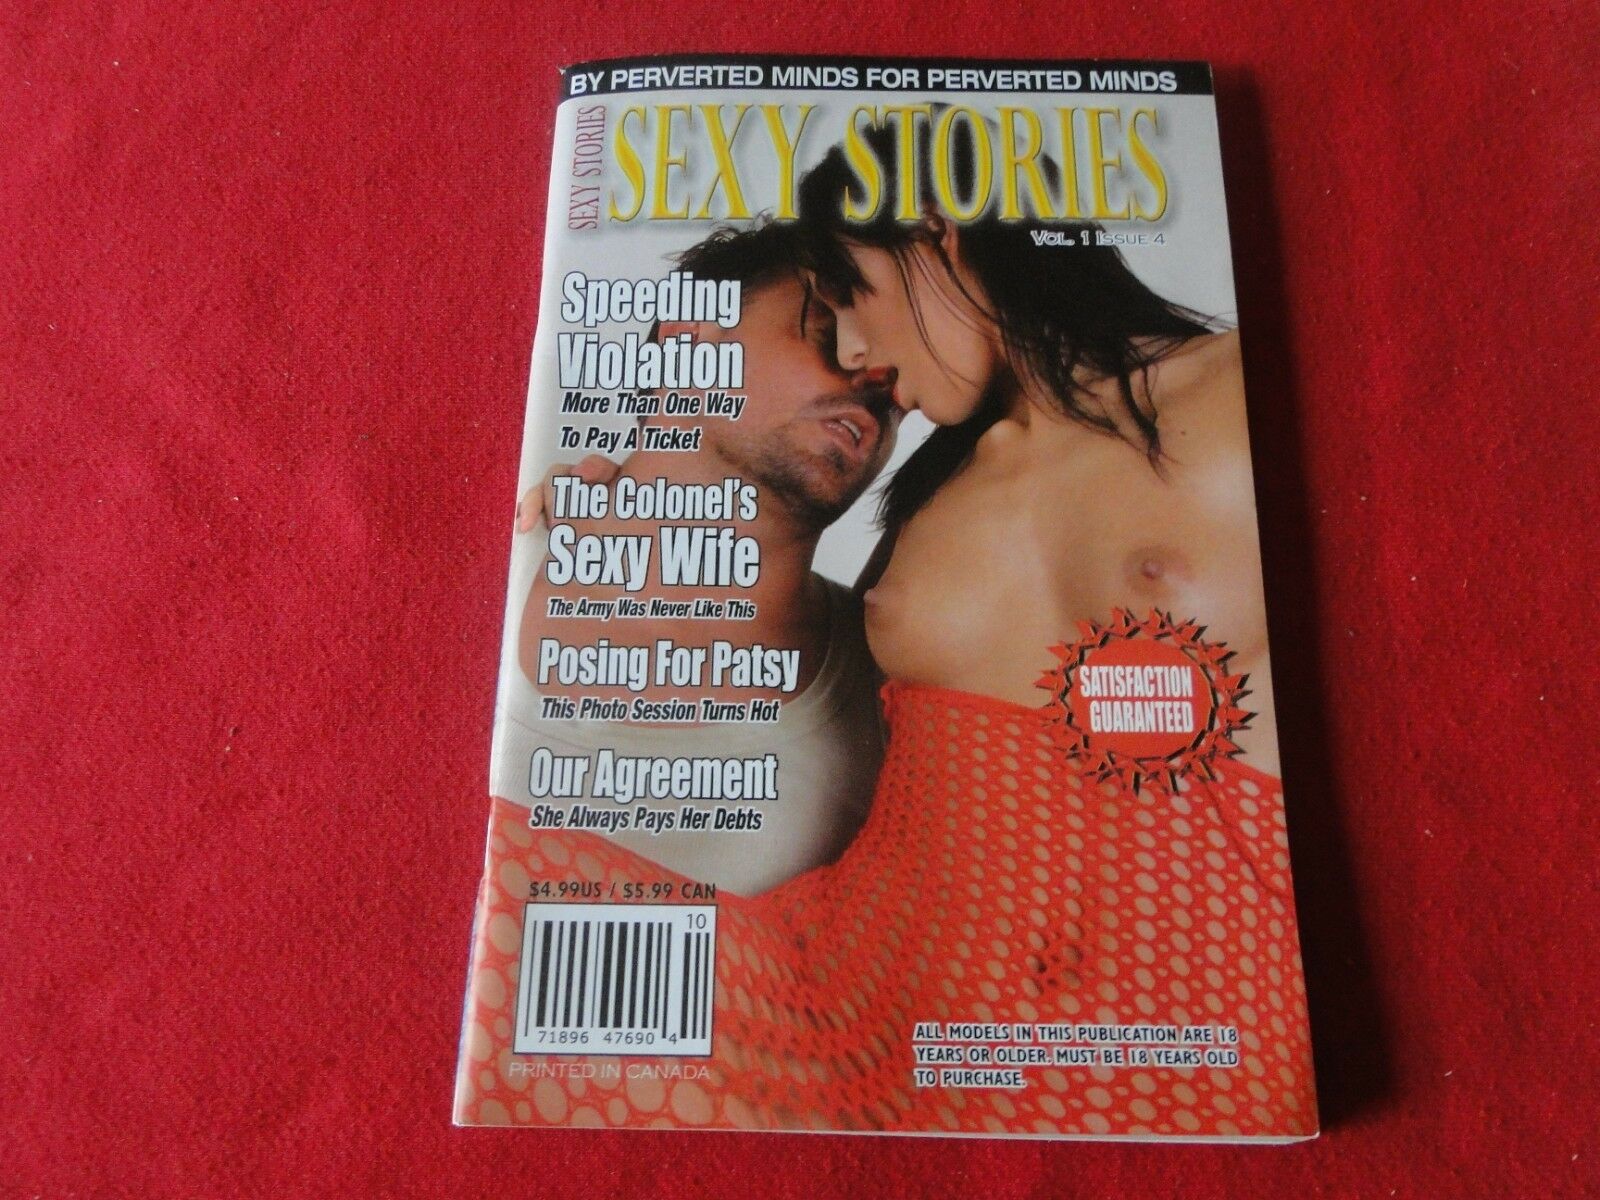 BY PERVERTED MINDS FOR PERVERTED MINDS
SEXY STORIES
SEXY STORIES
VOL. 1 ISSUE 4
Speeding
Violation
More Than One Way
To Pay A Ticket
The Colonel's
Sexy Wife
The Army Was Never Like This
Posing For Patsy
This Photo Session Turns Hot
Our Agreement
She Always Pays Her Debts
SATISFACTION
GUARANTEED
$4.99US / $5.99 CAN
10
71896 47690 4
PRINTED IN CANADA
ALL MODELS IN THIS PUBLICATION ARE 18
YEARS OR OLDER. MUST BE 18 YEARS OLD
TO PURCHASE.